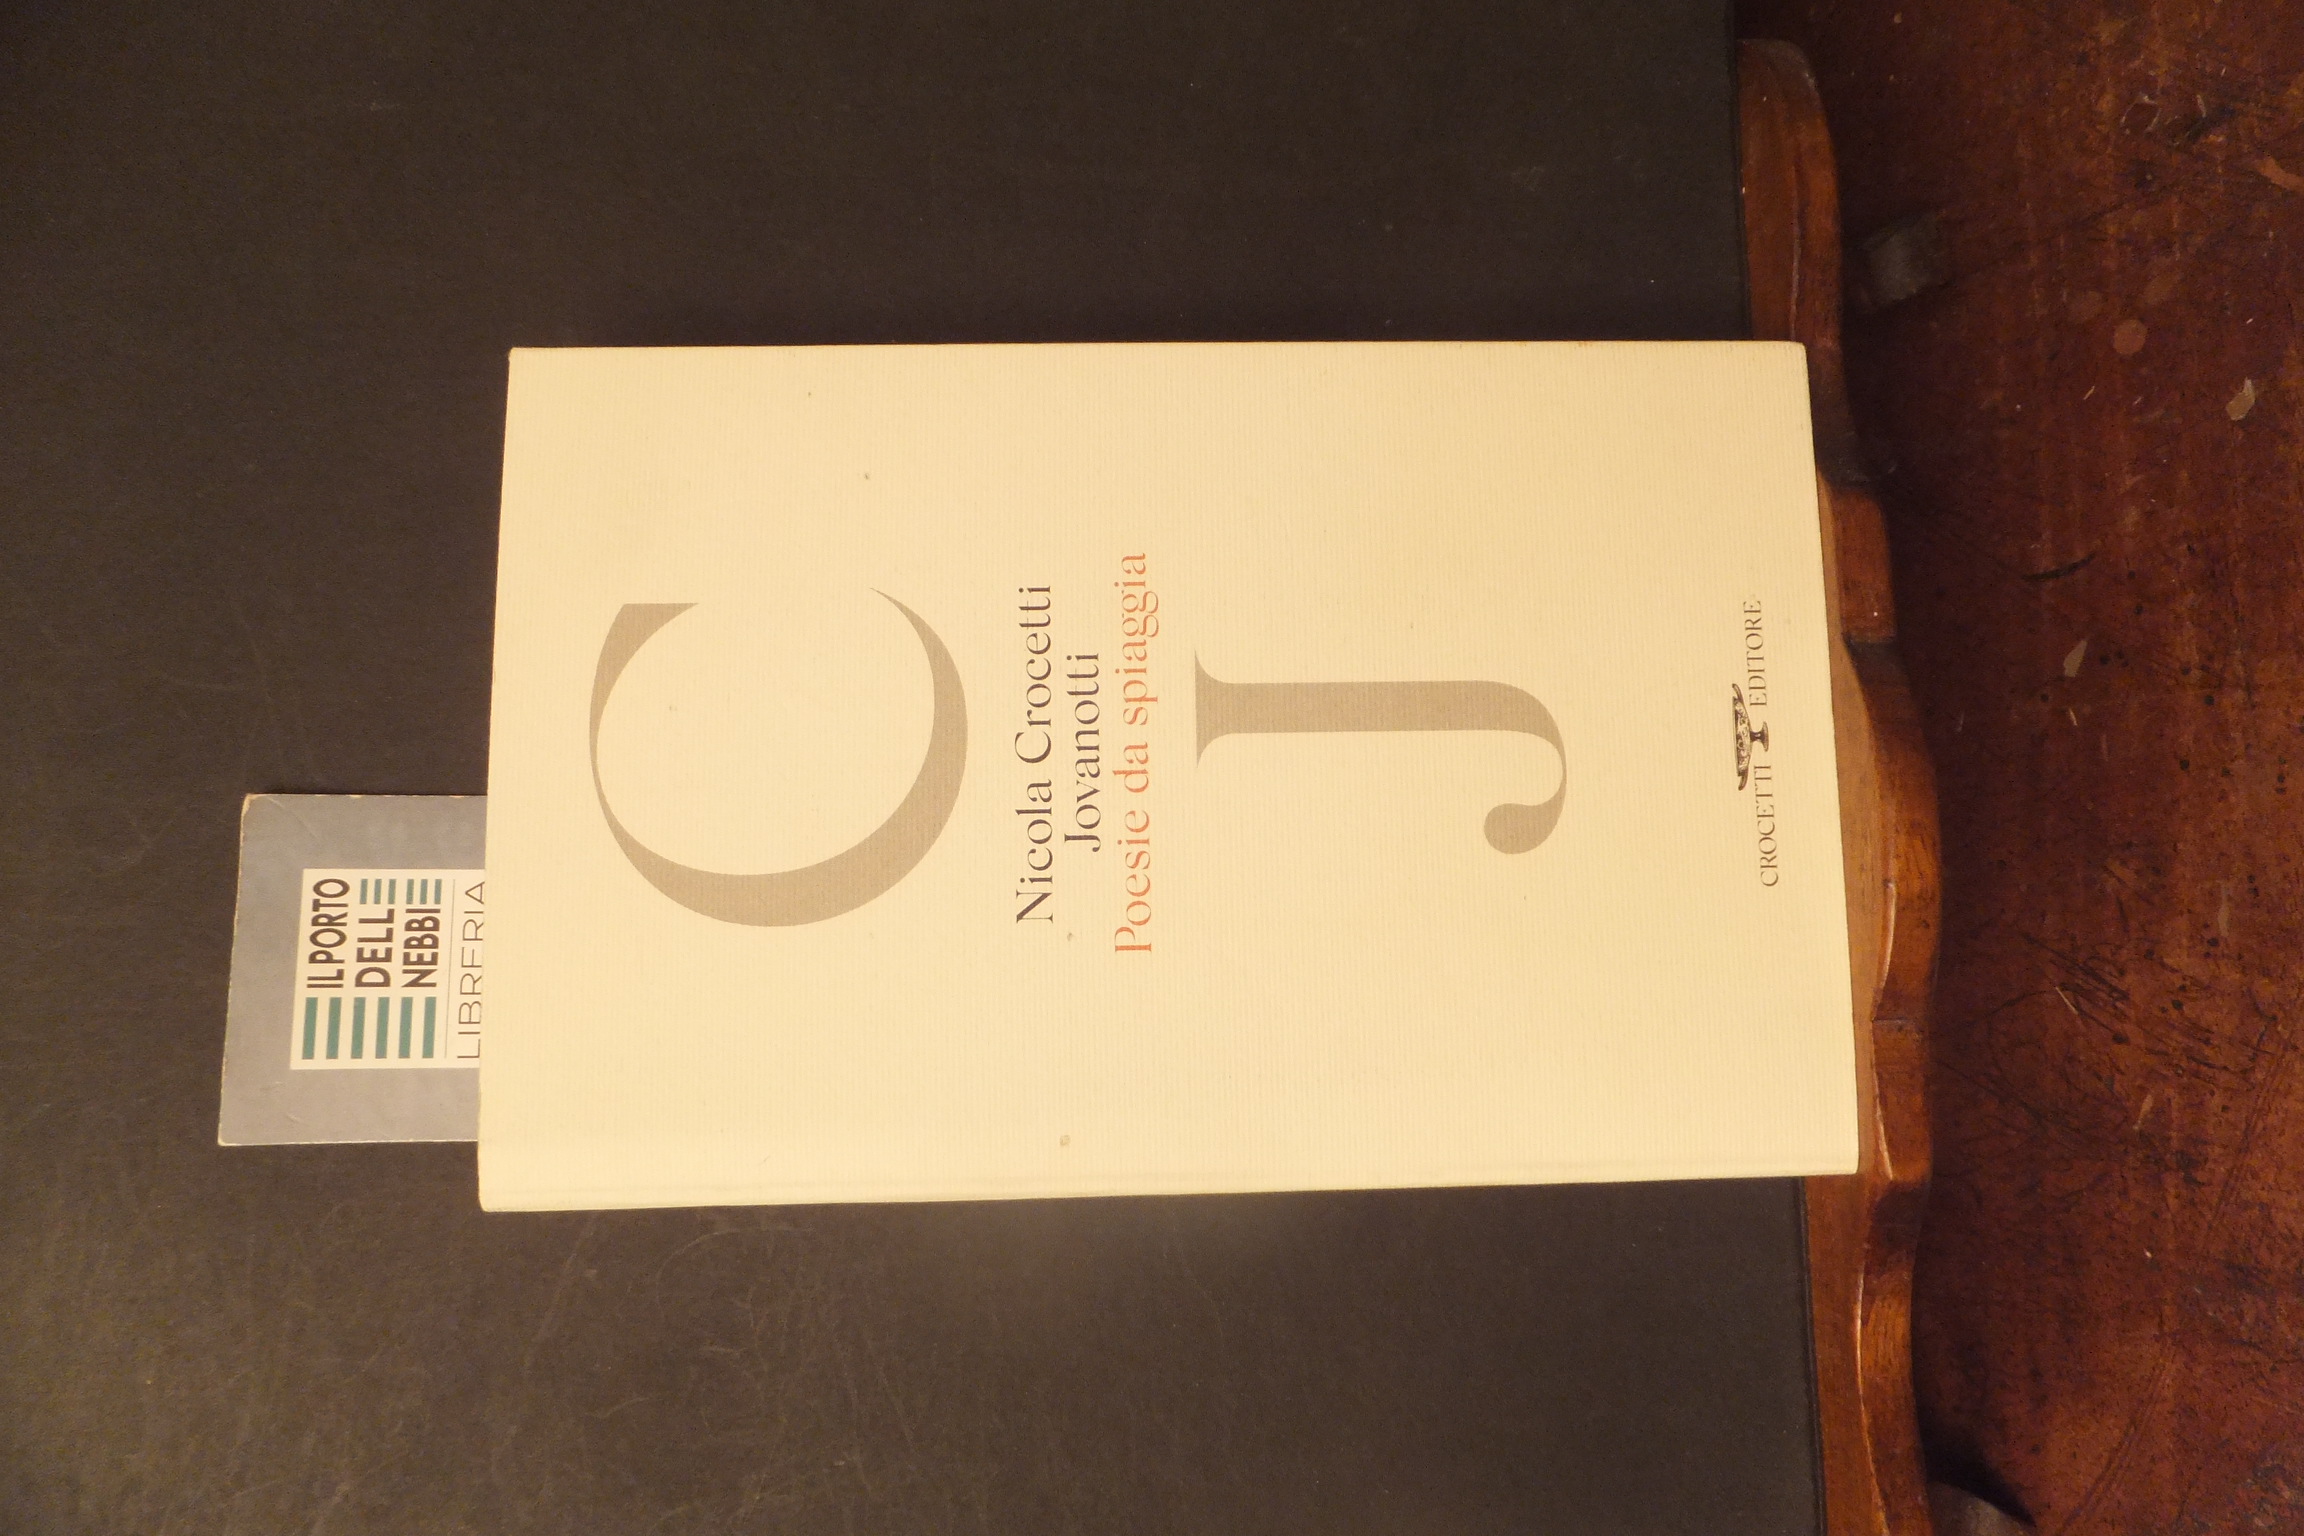 IL PORTO
DELLE
NEBBIE
LIBRERIA
C
Nicola Crocetti
Jovanotti
Poesie da spiaggia
J
CROCETTI EDITORE